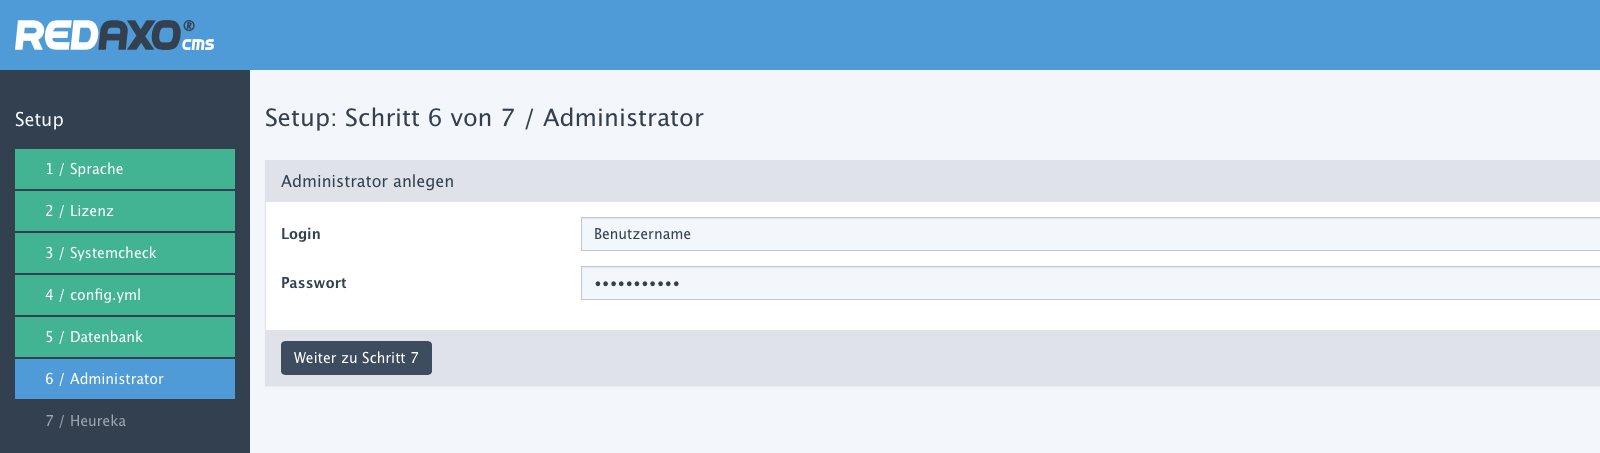 REDAXO® cms
Setup
1 / Sprache
2 / Lizenz
3 / Systemcheck
4 / config.yml
5 / Datenbank
6 / Administrator
7 / Heureka
Setup: Schritt 6 von 7 / Administrator
Administrator anlegen
Login
Benutzername
Passwort
•••••••••••
Weiter zu Schritt 7